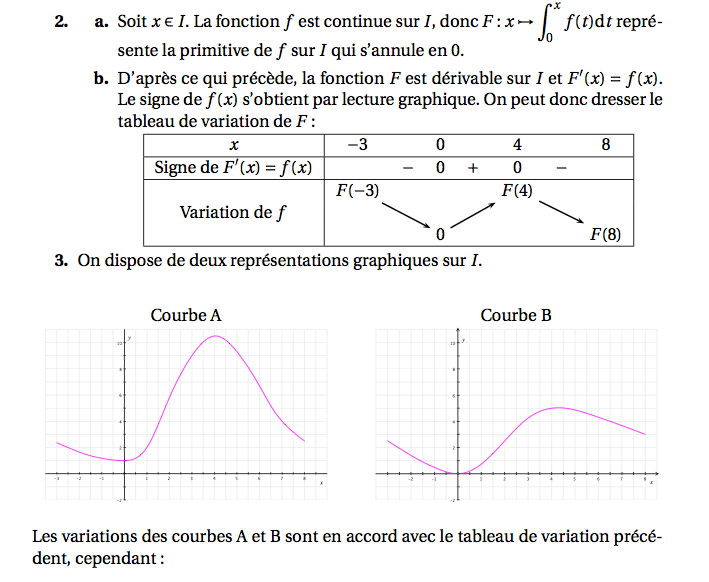 2. a. Soit x ∈ I. La fonction f est continue sur I, donc F : x ↦ ∫₀ˣ f(t)dt repré-
sente la primitive de f sur I qui s'annule en 0.
b. D'après ce qui précède, la fonction F est dérivable sur I et F′(x) = f(x).
Le signe de f(x) s'obtient par lecture graphique. On peut donc dresser le
tableau de variation de F :
x −3 0 4 8
Signe de F′(x) = f(x) − 0 + 0 −
F(−3) F(4)
Variation de f
0 F(8)
3. On dispose de deux représentations graphiques sur I.
Courbe A Courbe B
Les variations des courbes A et B sont en accord avec le tableau de variation précé-
dent, cependant :